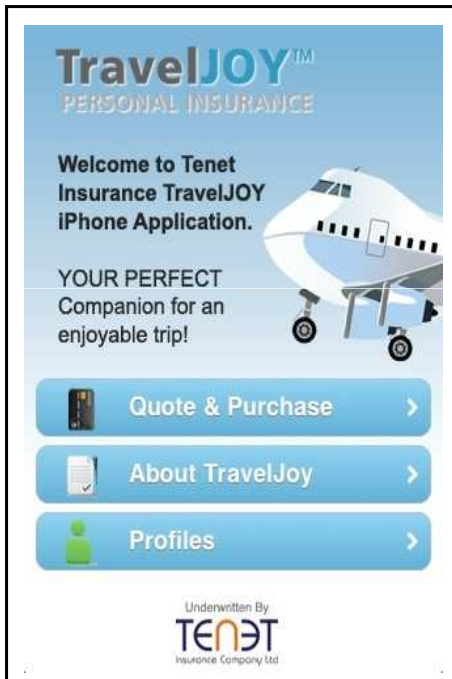 TravelJOY™
PERSONAL INSURANCE
Welcome to Tenet
Insurance TravelJOY
iPhone Application.
YOUR PERFECT
Companion for an
enjoyable trip!
Quote & Purchase
About TravelJoy
Profiles
Underwritten By
TENET
Insurance Company Ltd